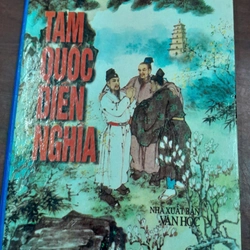 TAM
QUỐC
DIỄN
NGHĨA
NHÀ XUẤT BẢN
VĂN HỌC